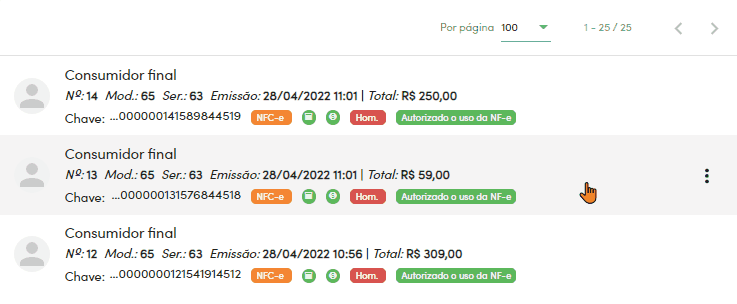 Por página 100 1 - 25 / 25
Consumidor final
Nº: 14 Mod.: 65 Ser.: 63 Emissão: 28/04/2022 11:01 | Total: R$ 250,00
Chave: ...000000141589844519 NFC-e Hom. Autorizado o uso da NF-e
Consumidor final
Nº: 13 Mod.: 65 Ser.: 63 Emissão: 28/04/2022 11:01 | Total: R$ 59,00
Chave: ...000000131576844518 NFC-e Hom. Autorizado o uso da NF-e
Consumidor final
Nº: 12 Mod.: 65 Ser.: 63 Emissão: 28/04/2022 10:56 | Total: R$ 309,00
Chave: ...0000000121541914512 NFC-e Hom. Autorizado o uso da NF-e